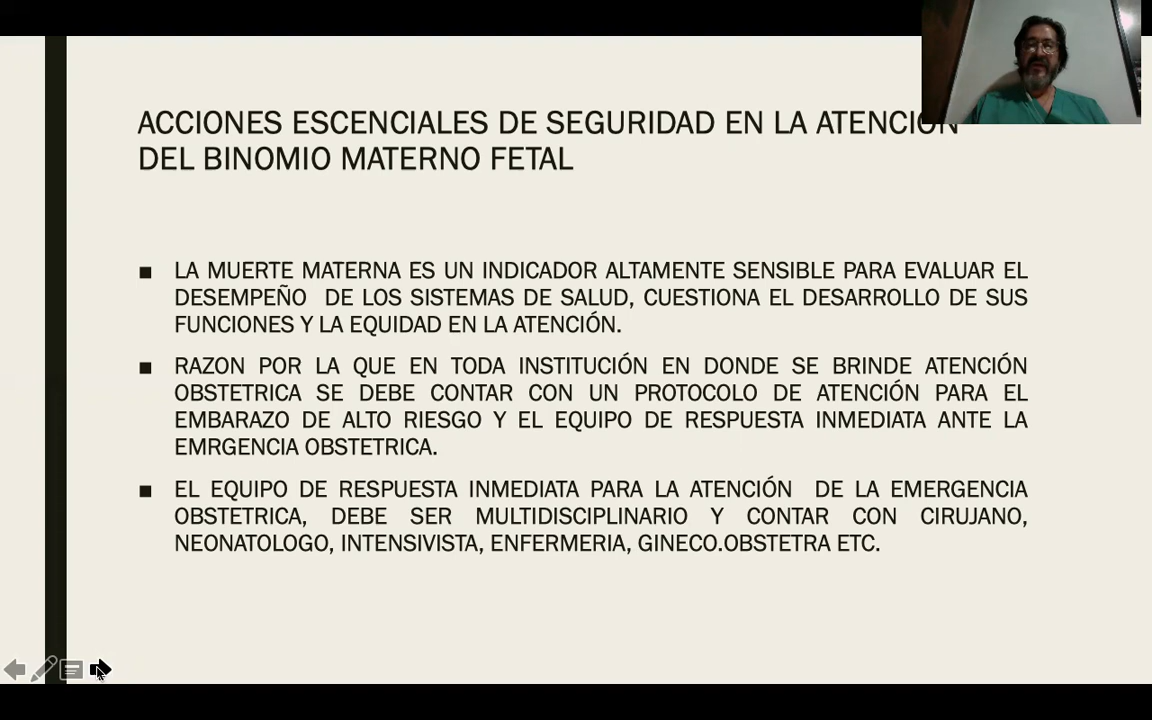 ACCIONES ESCENCIALES DE SEGURIDAD EN LA ATENCION
DEL BINOMIO MATERNO FETAL
■ LA MUERTE MATERNA ES UN INDICADOR ALTAMENTE SENSIBLE PARA EVALUAR EL
DESEMPEÑO DE LOS SISTEMAS DE SALUD, CUESTIONA EL DESARROLLO DE SUS
FUNCIONES Y LA EQUIDAD EN LA ATENCIÓN.
■ RAZON POR LA QUE EN TODA INSTITUCIÓN EN DONDE SE BRINDE ATENCIÓN
OBSTETRICA SE DEBE CONTAR CON UN PROTOCOLO DE ATENCIÓN PARA EL
EMBARAZO DE ALTO RIESGO Y EL EQUIPO DE RESPUESTA INMEDIATA ANTE LA
EMRGENCIA OBSTETRICA.
■ EL EQUIPO DE RESPUESTA INMEDIATA PARA LA ATENCIÓN DE LA EMERGENCIA
OBSTETRICA, DEBE SER MULTIDISCIPLINARIO Y CONTAR CON CIRUJANO,
NEONATOLOGO, INTENSIVISTA, ENFERMERIA, GINECO.OBSTETRA ETC.